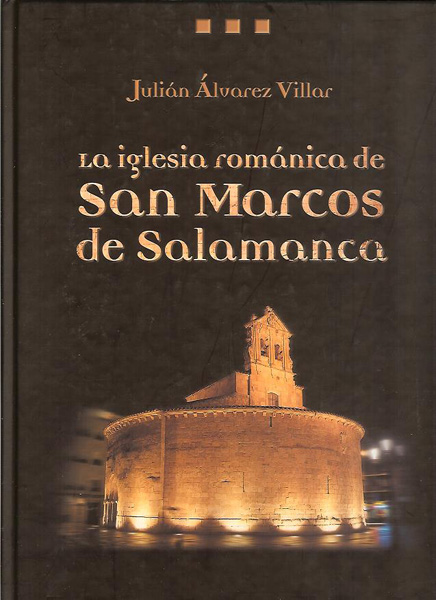 Julián Álvarez Villar
La iglesia románica de
San Marcos
de Salamanca